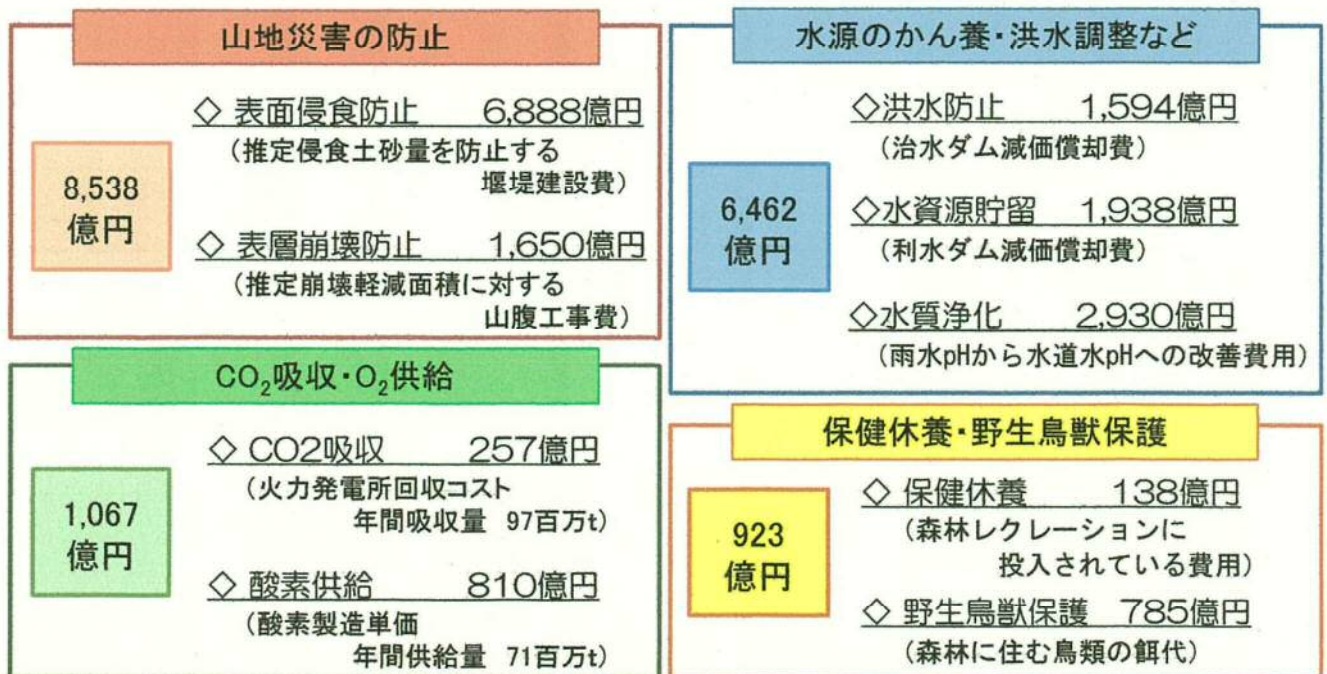 山地災害の防止
8,538
億円
◇ 表面侵食防止 6,888億円
(推定侵食土砂量を防止する
堰堤建設費)
◇ 表層崩壊防止 1,650億円
(推定崩壊軽減面積に対する
山腹工事費)
水源のかん養・洪水調整など
6,462
億円
◇洪水防止 1,594億円
(治水ダム減価償却費)
◇水資源貯留 1,938億円
(利水ダム減価償却費)
◇水質浄化 2,930億円
(雨水pHから水道水pHへの改善費用)
CO₂吸収・O₂供給
1,067
億円
◇ CO2吸収 257億円
(火力発電所回収コスト
年間吸収量 97百万t)
◇ 酸素供給 810億円
(酸素製造単価
年間供給量 71百万t)
保健休養・野生鳥獣保護
923
億円
◇ 保健休養 138億円
(森林レクレーションに
投入されている費用)
◇ 野生鳥獣保護 785億円
(森林に住む鳥類の餌代)